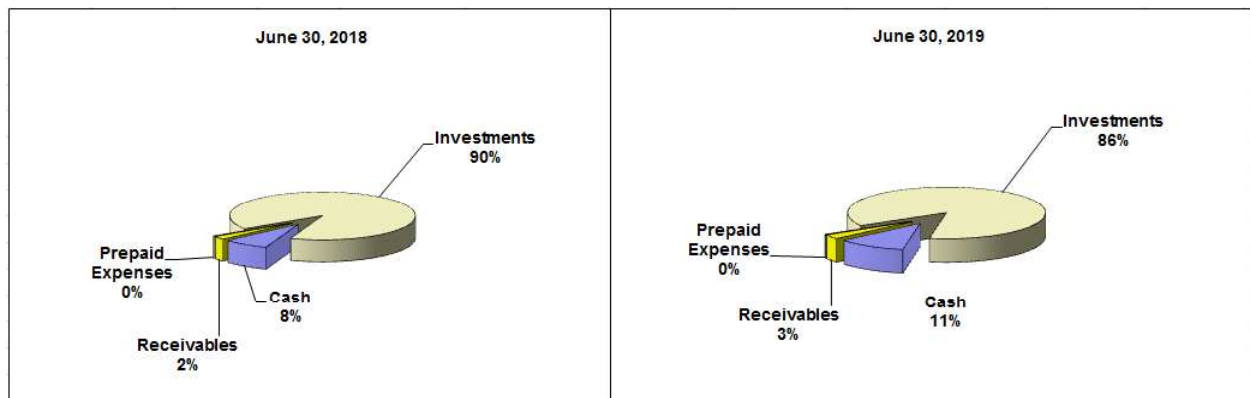 June 30, 2018
Investments
90%
Prepaid
Expenses
0%
Cash
8%
Receivables
2%
June 30, 2019
Investments
86%
Prepaid
Expenses
0%
Cash
11%
Receivables
3%